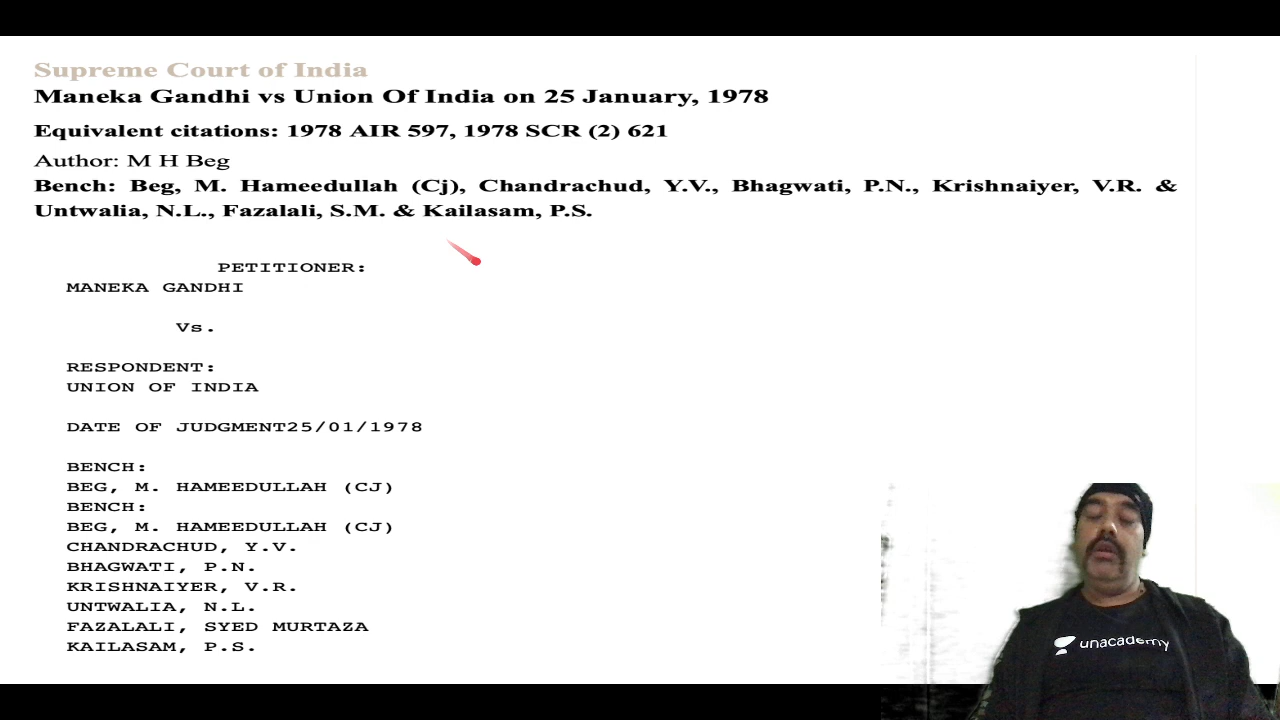 Supreme Court of India
Maneka Gandhi vs Union Of India on 25 January, 1978
Equivalent citations: 1978 AIR 597, 1978 SCR (2) 621
Author: M H Beg
Bench: Beg, M. Hameedullah (Cj), Chandrachud, Y.V., Bhagwati, P.N., Krishnaiyer, V.R. &
Untwalia, N.L., Fazalali, S.M. & Kailasam, P.S.
PETITIONER:
MANEKA GANDHI
Vs.
RESPONDENT:
UNION OF INDIA
DATE OF JUDGMENT25/01/1978
BENCH:
BEG, M. HAMEEDULLAH (CJ)
BENCH:
BEG, M. HAMEEDULLAH (CJ)
CHANDRACHUD, Y.V.
BHAGWATI, P.N.
KRISHNAIYER, V.R.
UNTWALIA, N.L.
FAZALALI, SYED MURTAZA
KAILASAM, P.S.
unacademy